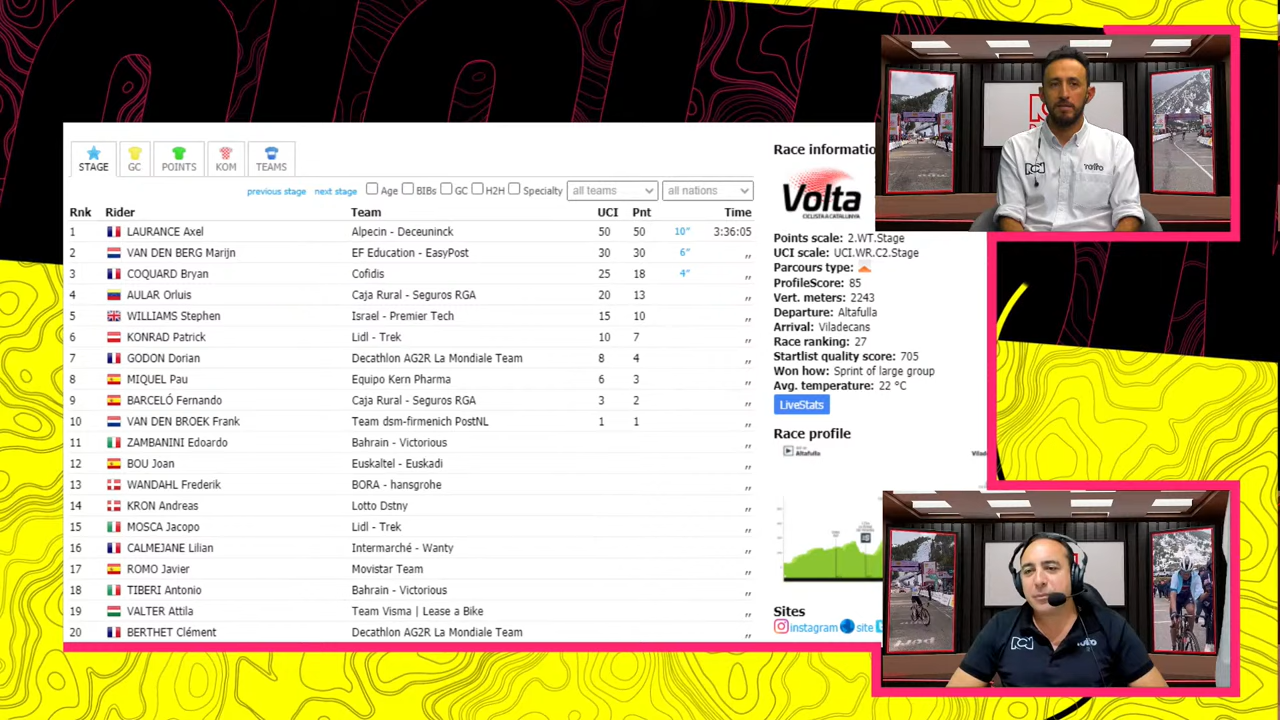 STAGE GC POINTS KOM TEAMS
previous stage next stage Age BIBs GC H2H Specialty all teams all nations
Rnk Rider Team UCI Pnt Time
1 LAURANCE Axel Alpecin - Deceuninck 50 50 10" 3:36:05
2 VAN DEN BERG Marijn EF Education - EasyPost 30 30 6" ,,
3 COQUARD Bryan Cofidis 25 18 4" ,,
4 AULAR Orluis Caja Rural - Seguros RGA 20 13 ,,
5 WILLIAMS Stephen Israel - Premier Tech 15 10 ,,
6 KONRAD Patrick Lidl - Trek 10 7 ,,
7 GODON Dorian Decathlon AG2R La Mondiale Team 8 4 ,,
8 MIQUEL Pau Equipo Kern Pharma 6 3 ,,
9 BARCELÓ Fernando Caja Rural - Seguros RGA 3 2 ,,
10 VAN DEN BROEK Frank Team dsm-firmenich PostNL 1 1 ,,
11 ZAMBANINI Edoardo Bahrain - Victorious ,,
12 BOU Joan Euskaltel - Euskadi ,,
13 WANDAHL Frederik BORA - hansgrohe ,,
14 KRON Andreas Lotto Dstny ,,
15 MOSCA Jacopo Lidl - Trek ,,
16 CALMEJANE Lilian Intermarché - Wanty ,,
17 ROMO Javier Movistar Team ,,
18 TIBERI Antonio Bahrain - Victorious ,,
19 VALTER Attila Team Visma | Lease a Bike ,,
20 BERTHET Clément Decathlon AG2R La Mondiale Team ,,
Race informatio
Volta
CICLISTA A CATALUNYA
Points scale: 2.WT.Stage
UCI scale: UCI.WR.C2.Stage
Parcours type:
ProfileScore: 85
Vert. meters: 2243
Departure: Altafulla
Arrival: Viladecans
Race ranking: 27
Startlist quality score: 705
Won how: Sprint of large group
Avg. temperature: 22 °C
LiveStats
Race profile
Altafulla
Sites
instagram site
RCN
RCN